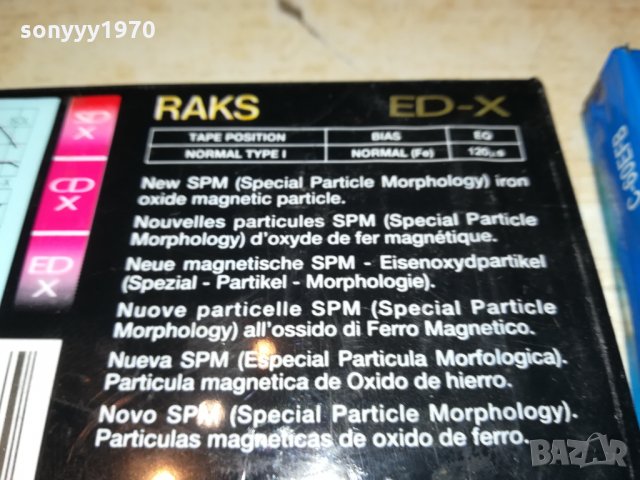 sonyyy1970
RAKS ED-X
TAPE POSITION BIAS EQ
NORMAL TYPE I NORMAL (Fe) 120µs
New SPM (Special Particle Morphology) iron
oxide magnetic particle.
Nouvelles particules SPM (Special Particle
Morphology) d'oxyde de fer magnétique.
Neue magnetische SPM - Eisenoxydpartikel
(Spezial - Partikel - Morphologie).
Nuove particelle SPM (Special Particle
Morphology) all'ossido di Ferro Magnetico.
Nueva SPM (Especial Particula Morfologica).
Particula magnetica de Oxido de hierro.
Novo SPM (Special Particle Morphology).
Particulas magneticas de oxido de ferro.
SD
X
CD
X
ED
X
BAZAR